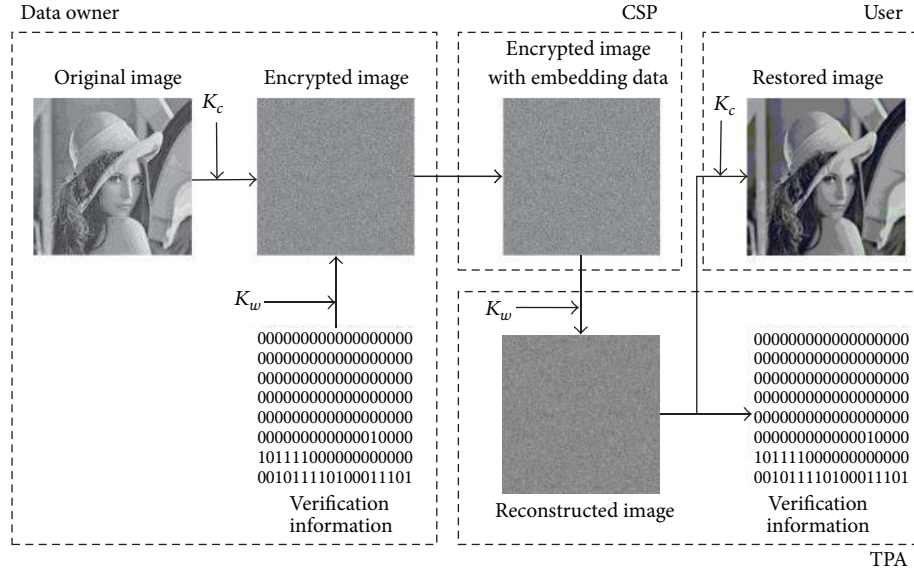 Data owner
CSP
User
Original image
Encrypted image
Encrypted image
with embedding data
Restored image
K_c
K_c
K_w
K_w
000000000000000000
000000000000000000
000000000000000000
000000000000000000
000000000000000000
000000000000010000
101111000000000000
001011110100011101
Verification
information
Reconstructed image
000000000000000000
000000000000000000
000000000000000000
000000000000000000
000000000000000000
000000000000010000
101111000000000000
001011110100011101
Verification
information
TPA